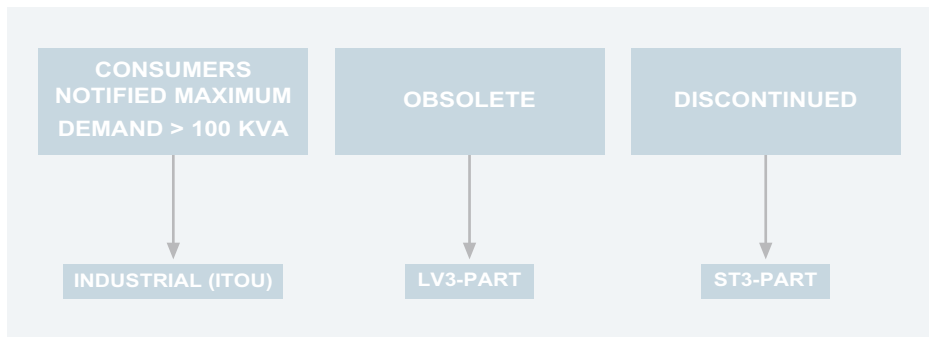 CONSUMERS
NOTIFIED MAXIMUM
DEMAND > 100 KVA
OBSOLETE
DISCONTINUED
INDUSTRIAL (ITOU)
LV3-PART
ST3-PART